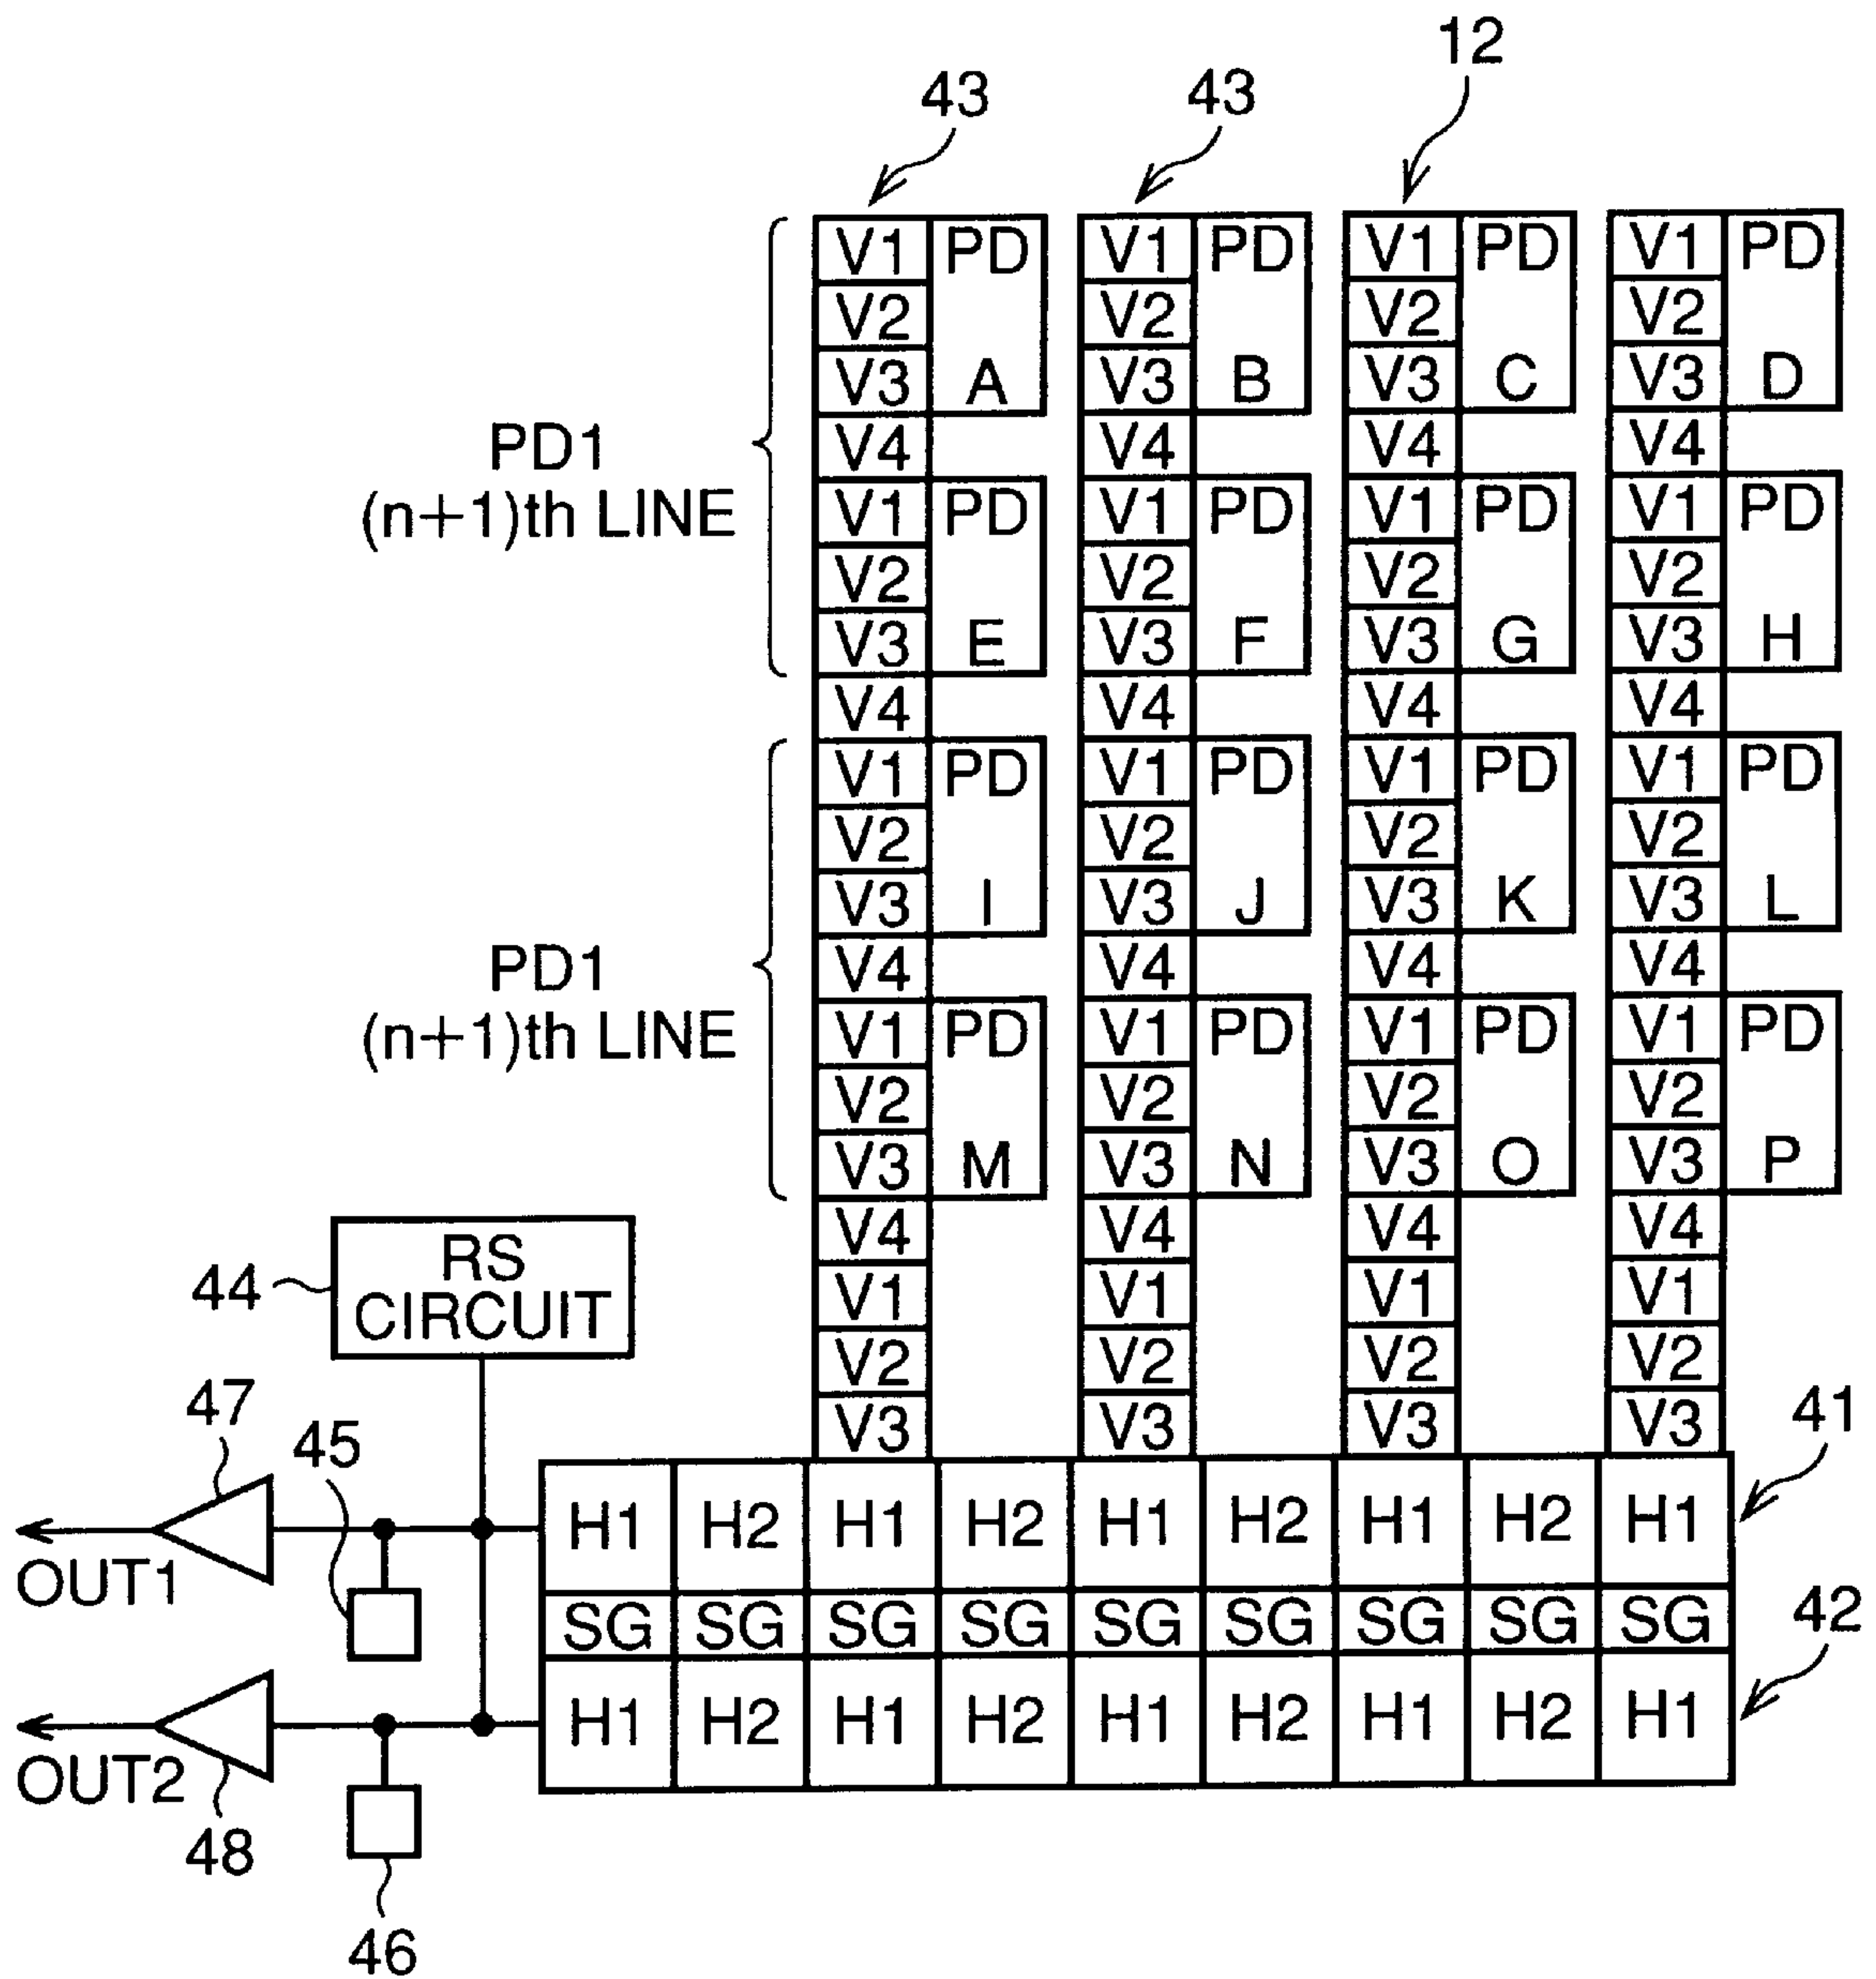 12
43 43
V1 PD V1 PD V1 PD V1 PD
V2 V2 V2 V2
V3 A V3 B V3 C V3 D
PD1
(n+1)th LINE
V4 V4 V4 V4
V1 PD V1 PD V1 PD V1 PD
V2 V2 V2 V2
V3 E V3 F V3 G V3 H
V4 V4 V4 V4
V1 PD V1 PD V1 PD V1 PD
V2 V2 V2 V2
V3 I V3 J V3 K V3 L
PD1
(n+1)th LINE
V4 V4 V4 V4
V1 PD V1 PD V1 PD V1 PD
V2 V2 V2 V2
V3 M V3 N V3 O V3 P
V4 V4 V4 V4
V1 V1 V1 V1
V2 V2 V2 V2
V3 V3 V3 V3
44
RS
CIRCUIT
47
45
41
H1 H2 H1 H2 H1 H2 H1 H2 H1
OUT1
SG SG SG SG SG SG SG SG SG
42
H1 H2 H1 H2 H1 H2 H1 H2 H1
OUT2
48
46